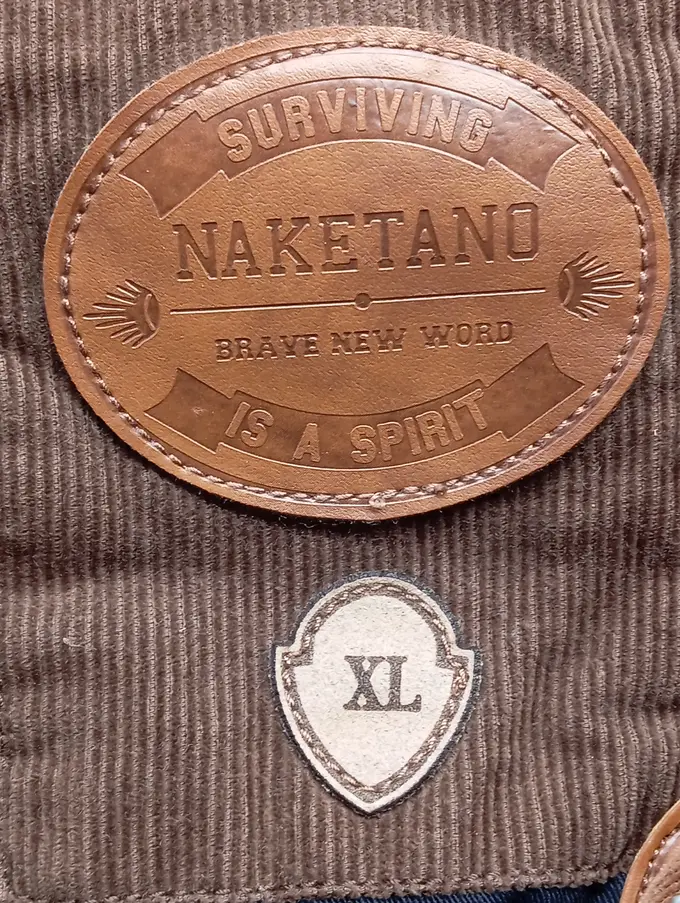 SURVIVING
NAKETANO
BRAVE NEW WORD
IS A SPIRIT
XL